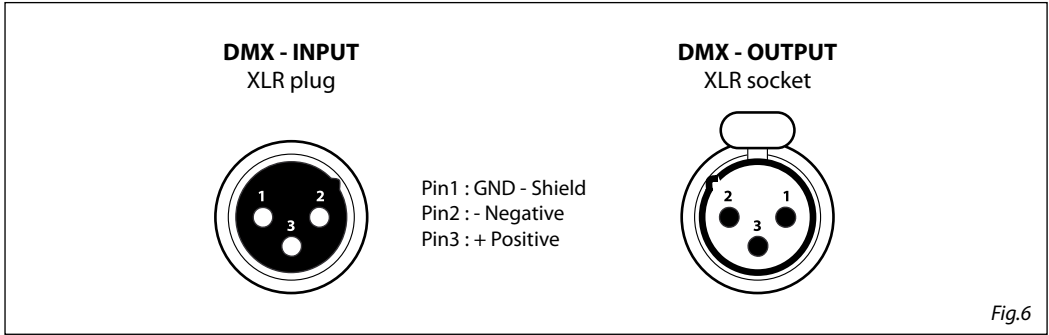 DMX - INPUT
XLR plug
1
2
3
Pin1 : GND - Shield
Pin2 : - Negative
Pin3 : + Positive
DMX - OUTPUT
XLR socket
2
1
3
Fig.6